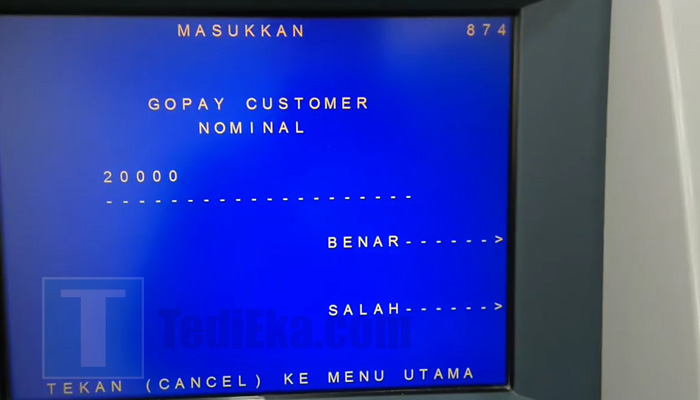 MASUKKAN 874
GOPAY CUSTOMER
NOMINAL
20000
--------------------
BENAR------>
SALAH------>
T TediEka.com
TEKAN (CANCEL) KE MENU UTAMA